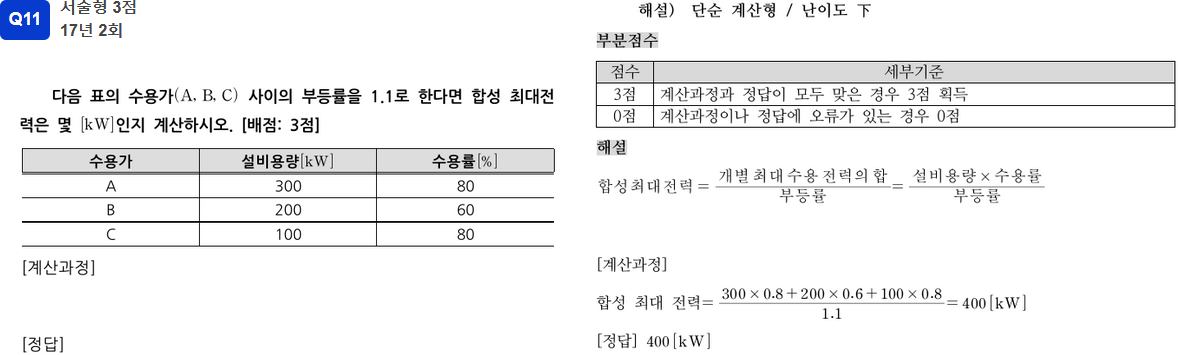 Q11
서술형 3점
17년 2회
다음 표의 수용가(A, B, C) 사이의 부등률을 1.1로 한다면 합성 최대전
력은 몇 [kW]인지 계산하시오. [배점: 3점]
수용가 설비용량[kW] 수용률[%]
A 300 80
B 200 60
C 100 80
[계산과정]
[정답]
해설) 단순 계산형 / 난이도 下
부분점수
점수 세부기준
3점 계산과정과 정답이 모두 맞은 경우 3점 획득
0점 계산과정이나 정답에 오류가 있는 경우 0점
해설
합성최대전력 = 개별 최대 수용 전력의 합 / 부등률 = 설비용량 × 수용률 / 부등률
[계산과정]
합성 최대 전력= 300 × 0.8 + 200 × 0.6 + 100 × 0.8 / 1.1 = 400 [kW]
[정답] 400 [kW]